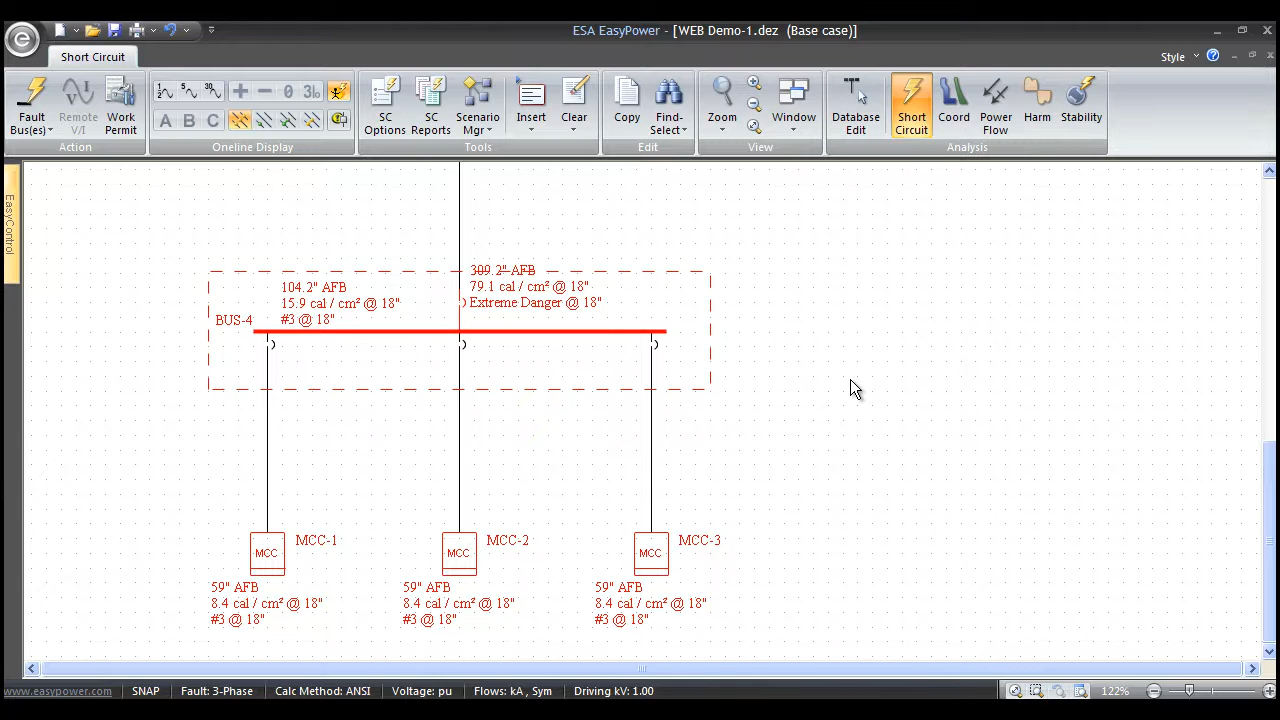 ESA EasyPower - [WEB Demo-1.dez (Base case)]
Short Circuit
Style
Fault Bus(es)
Remote V/I
Work Permit
Action
A B C
Oneline Display
SC Options
SC Reports
Scenario Mgr
Tools
Insert
Clear
Copy
Find-Select
Edit
Zoom
Window
View
Database Edit
Short Circuit
Coord
Power Flow
Harm
Stability
Analysis
EasyControl
309.2" AFB
79.1 cal / cm² @ 18"
Extreme Danger @ 18"
104.2" AFB
15.9 cal / cm² @ 18"
#3 @ 18"
BUS-4
MCC MCC-1
59" AFB
8.4 cal / cm² @ 18"
#3 @ 18"
MCC MCC-2
59" AFB
8.4 cal / cm² @ 18"
#3 @ 18"
MCC MCC-3
59" AFB
8.4 cal / cm² @ 18"
#3 @ 18"
www.easypower.com SNAP Fault: 3-Phase Calc Method: ANSI Voltage: pu Flows: kA , Sym Driving kV: 1.00 122%